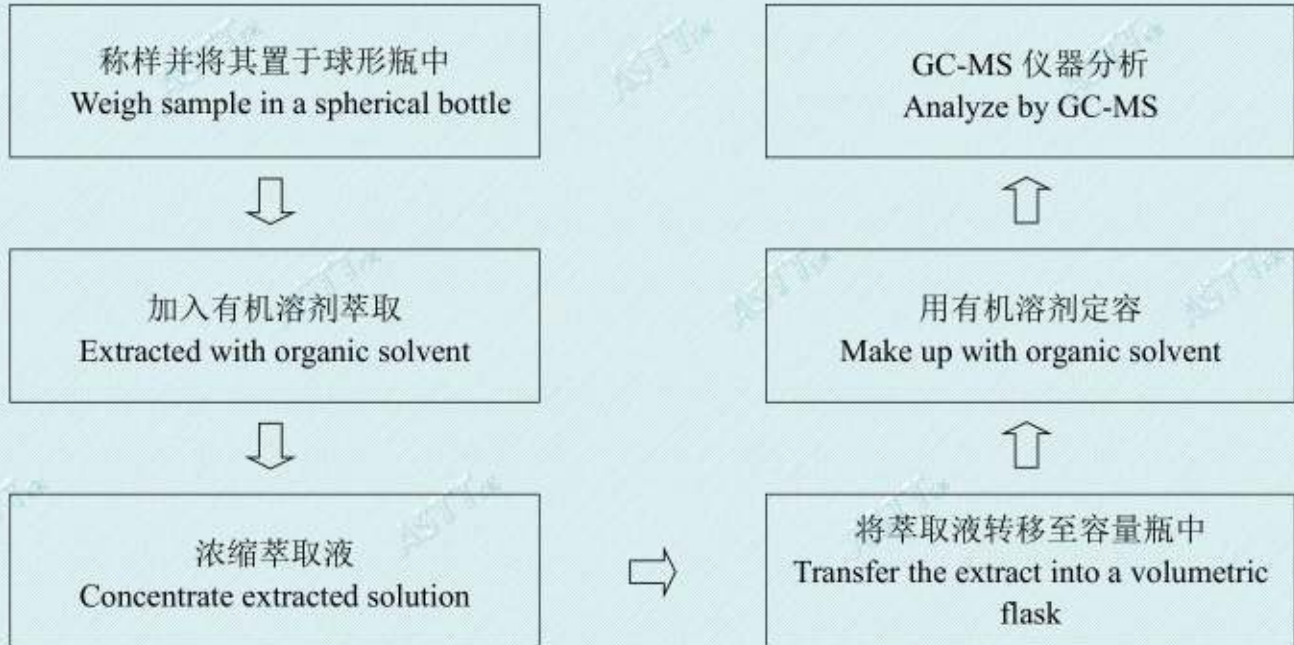 称样并将其置于球形瓶中
Weigh sample in a spherical bottle
加入有机溶剂萃取
Extracted with organic solvent
浓缩萃取液
Concentrate extracted solution
将萃取液转移至容量瓶中
Transfer the extract into a volumetric
flask
用有机溶剂定容
Make up with organic solvent
GC-MS 仪器分析
Analyze by GC-MS